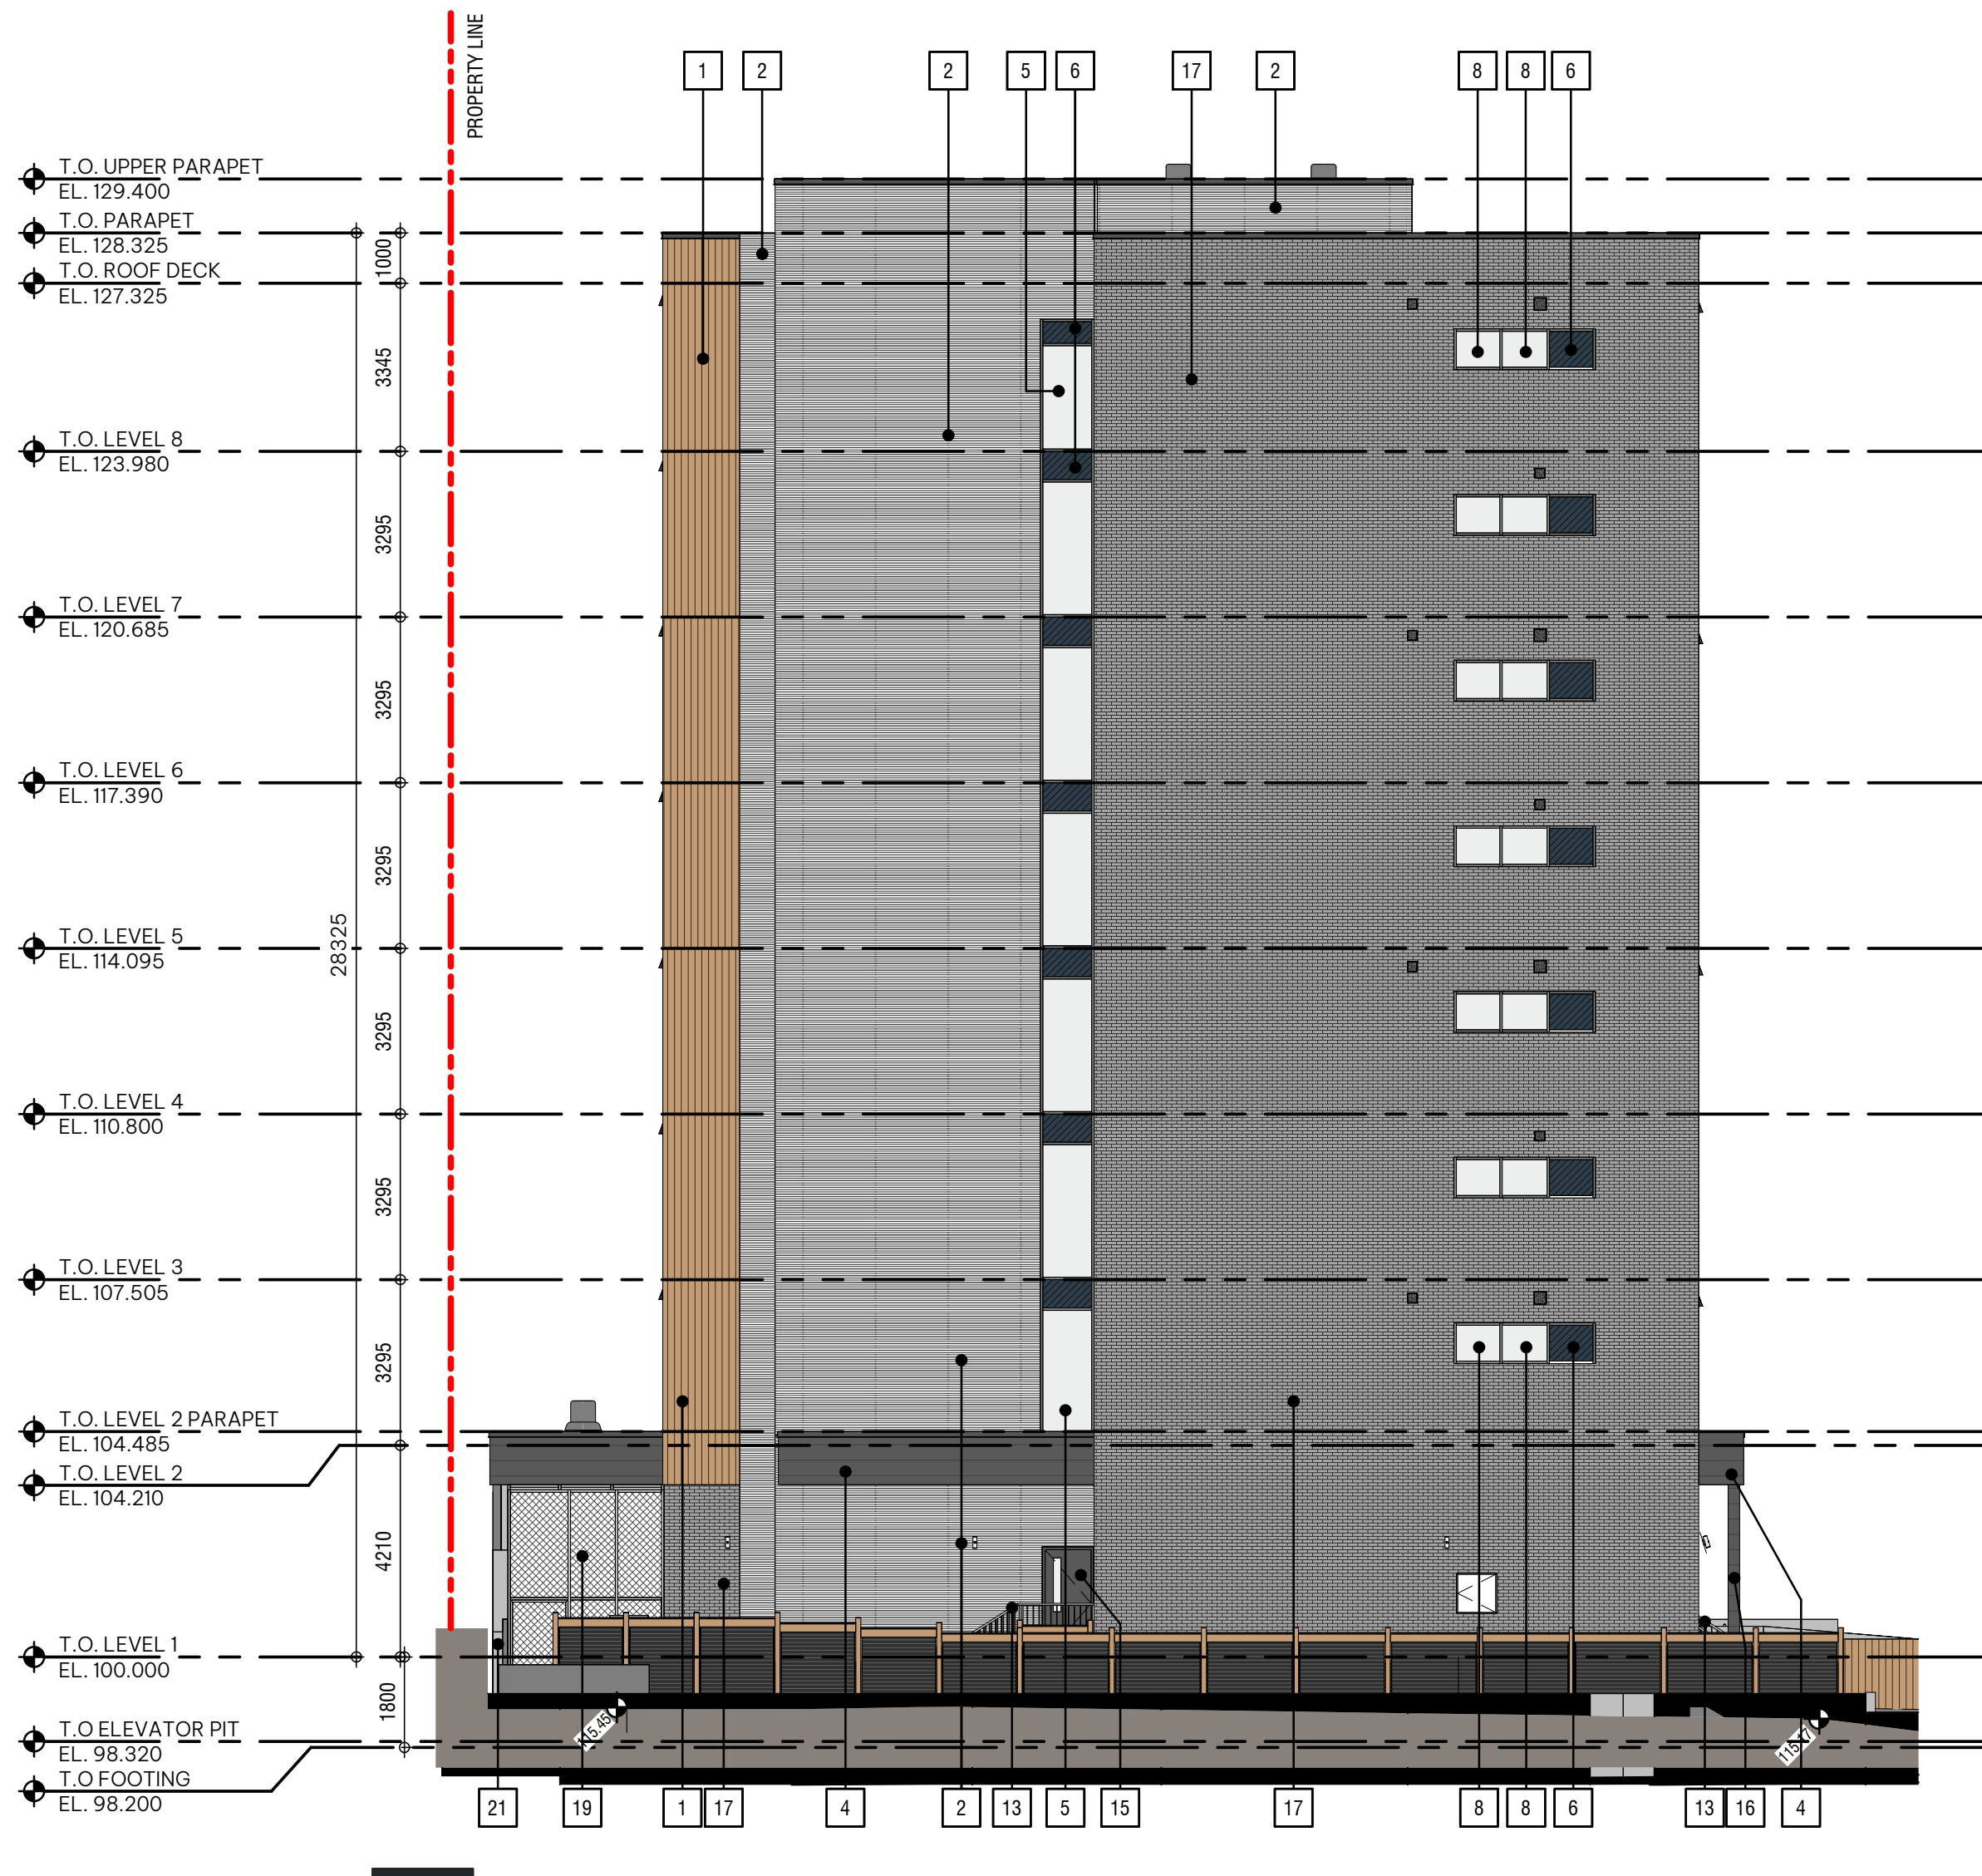 PROPERTY LINE
1 2 2 5 6 17 2 8 8 6
T.O. UPPER PARAPET
EL. 129.400
T.O. PARAPET
EL. 128.325
1000
T.O. ROOF DECK
EL. 127.325
3345
T.O. LEVEL 8
EL. 123.980
3295
T.O. LEVEL 7
EL. 120.685
3295
T.O. LEVEL 6
EL. 117.390
3295
28325
T.O. LEVEL 5
EL. 114.095
3295
T.O. LEVEL 4
EL. 110.800
3295
T.O. LEVEL 3
EL. 107.505
3295
T.O. LEVEL 2 PARAPET
EL. 104.485
T.O. LEVEL 2
EL. 104.210
4210
T.O. LEVEL 1
EL. 100.000
1800
115.45
T.O ELEVATOR PIT
EL. 98.320
T.O FOOTING
EL. 98.200
21 19 1 17 4 2 13 5 15 17 8 8 6 13 16 4